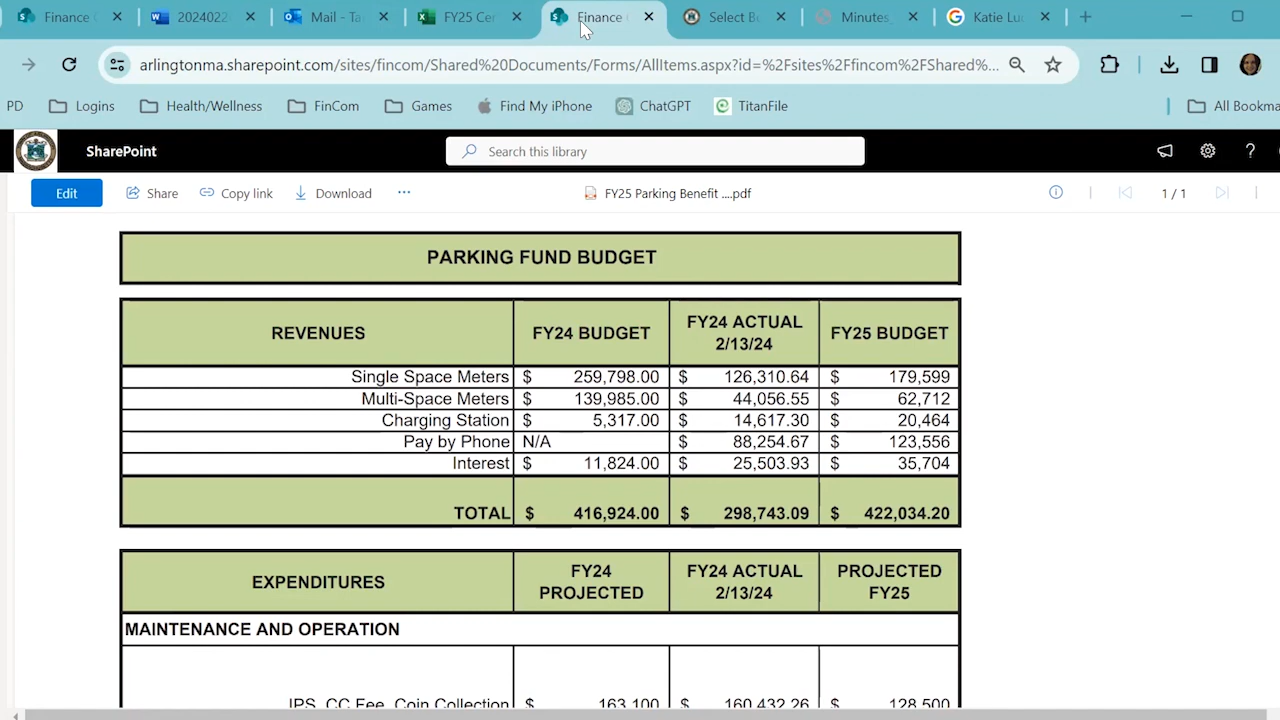 Finance
2024022
Mail - Ta
FY25 Cer
Finance
Select B
Minutes
Katie Lu
arlingtonma.sharepoint.com/sites/fincom/Shared%20Documents/Forms/AllItems.aspx?id=%2Fsites%2Ffincom%2FShared%...
PD Logins Health/Wellness FinCom Games Find My iPhone ChatGPT TitanFile All Bookma
SharePoint
Search this library
?
Edit Share Copy link Download ... FY25 Parking Benefit ....pdf 1 / 1
PARKING FUND BUDGET
REVENUES FY24 BUDGET FY24 ACTUAL 2/13/24 FY25 BUDGET
Single Space Meters $ 259,798.00 $ 126,310.64 $ 179,599
Multi-Space Meters $ 139,985.00 $ 44,056.55 $ 62,712
Charging Station $ 5,317.00 $ 14,617.30 $ 20,464
Pay by Phone N/A $ 88,254.67 $ 123,556
Interest $ 11,824.00 $ 25,503.93 $ 35,704
TOTAL $ 416,924.00 $ 298,743.09 $ 422,034.20
EXPENDITURES FY24 PROJECTED FY24 ACTUAL 2/13/24 PROJECTED FY25
MAINTENANCE AND OPERATION
IPS, CC Fee, Coin Collection $ 163,100 $ 160,432.26 $ 128,500